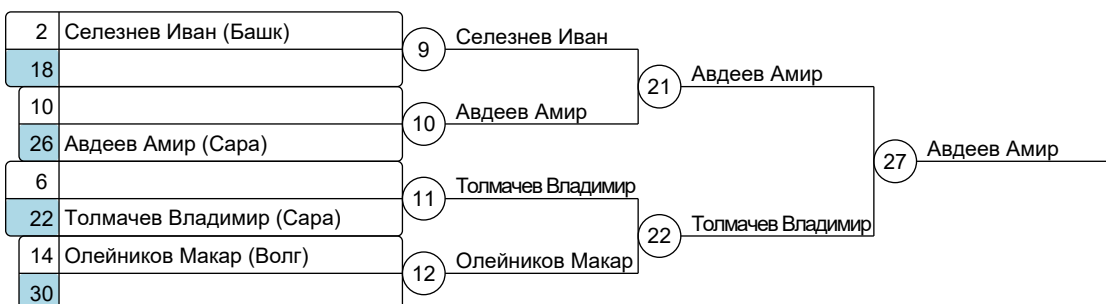 2 Селезнев Иван (Башк)
18
9 Селезнев Иван
10
26 Авдеев Амир (Сара)
10 Авдеев Амир
21 Авдеев Амир
6
22 Толмачев Владимир (Сара)
11 Толмачев Владимир
14 Олейников Макар (Волг)
30
12 Олейников Макар
22 Толмачев Владимир
27 Авдеев Амир